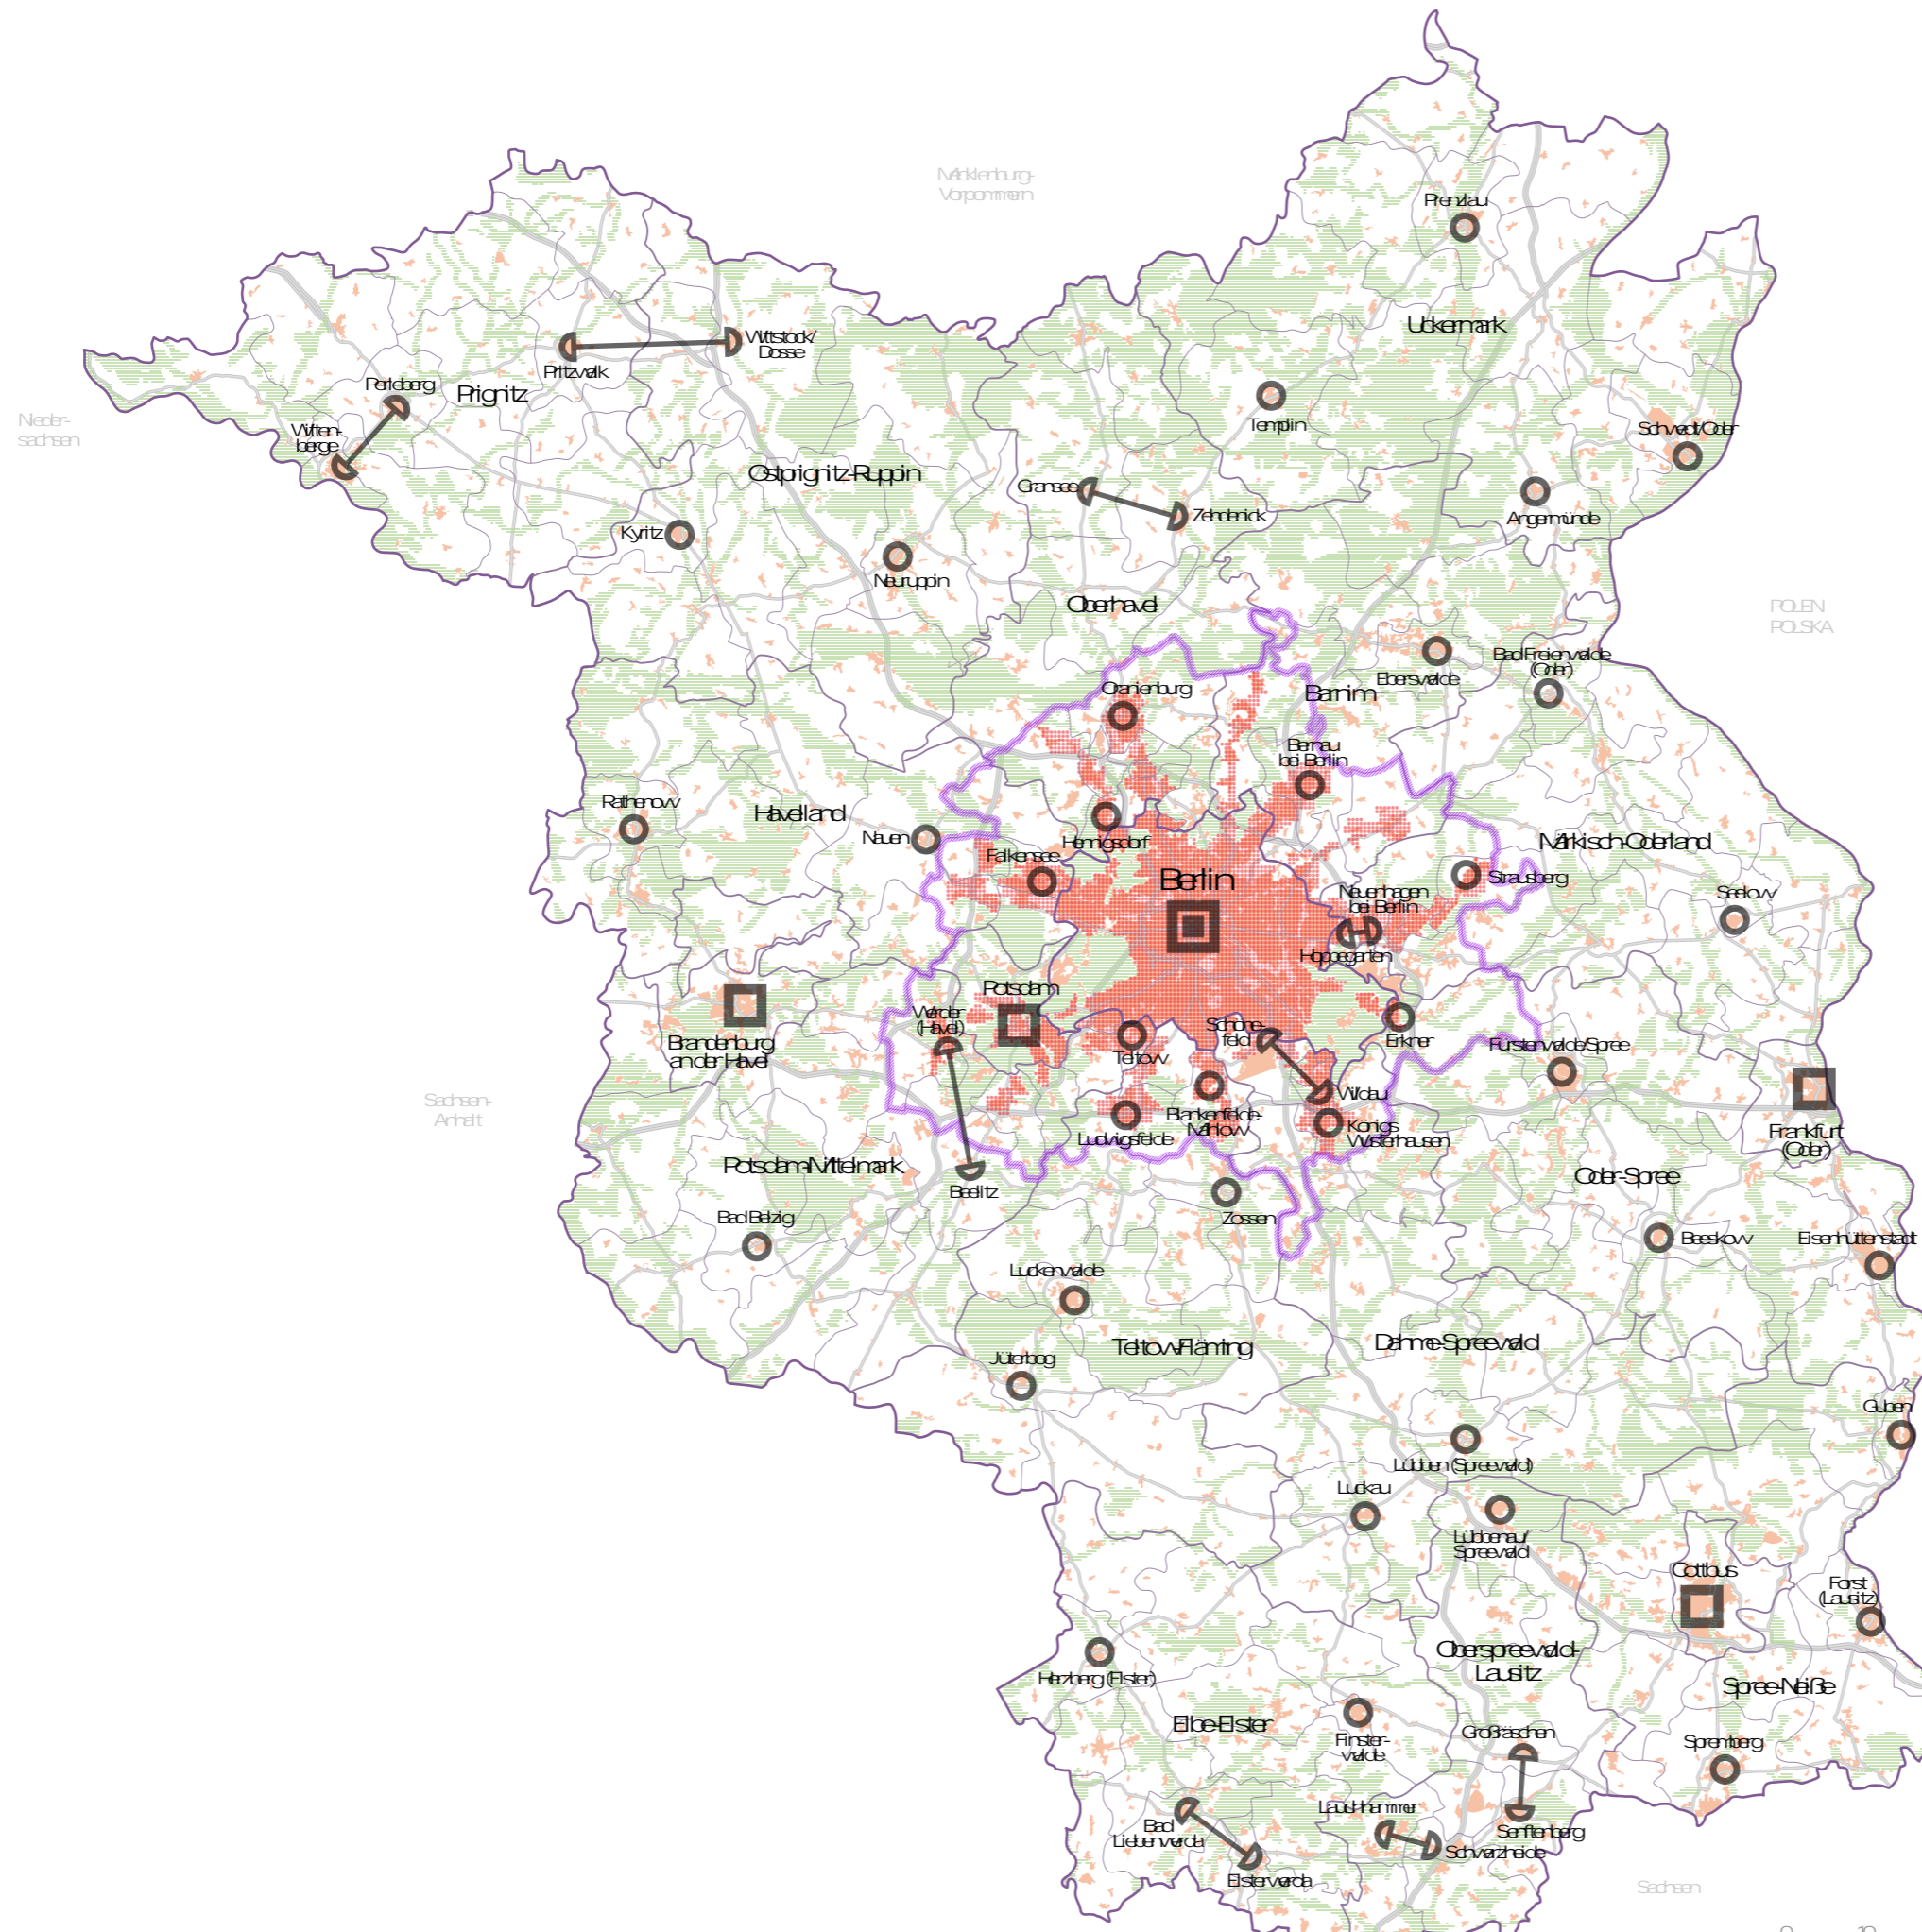 Mecklenburg-
Vorpommern
Prenzlau
Uckermark
Wittstock/
Dosse
Pritzwalk
Perleberg
Prignitz
Nieder-
sachsen
Witten-
berge
Templin
Schwedt/Oder
Ostprignitz-Ruppin
Gransee
Zehdenick
Angermünde
Kyritz
Neuruppin
Oberhavel
POLEN
POLSKA
Bad Freienwalde
(Oder)
Eberswalde
Oranienburg
Barnim
Bernau
bei Berlin
Rathenow
Havelland
Nauen
Hennigsdorf
Falkensee
Märkisch-Oderland
Berlin
Strausberg
Neuenhagen
bei Berlin
Seelow
Hoppegarten
Potsdam
Werder
(Havel)
Brandenburg
an der Havel
Teltow
Schöne-
feld
Erkner
Fürstenwalde/Spree
Sachsen-
Anhalt
Wildau
Blankenfelde-
Mahlow
Ludwigsfelde
Königs
Wusterhausen
Frankfurt
(Oder)
Potsdam-Mittelmark
Beelitz
Oder-Spree
Bad Belzig
Zossen
Beeskow
Eisenhüttenstadt
Luckenwalde
Teltow-Fläming
Dahme-Spreewald
Jüterbog
Guben
Lübben (Spreewald)
Luckau
Lübbenau/
Spreewald
Cottbus
Forst
(Lausitz)
Herzberg (Elster)
Oberspreewald-
Lausitz
Spree-Neiße
Elbe-Elster
Finster-
walde
Großräschen
Spremberg
Lauchhammer
Bad
Liebenwerda
Senftenberg
Schwarzheide
Elsterwerda
Sachsen